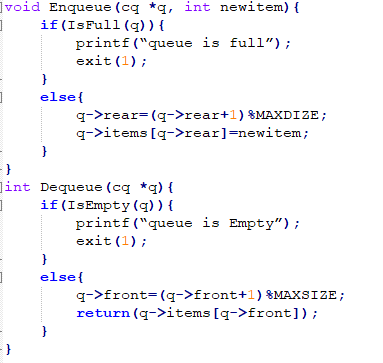 void Enqueue(cq *q, int newitem){
if(IsFull(q)){
printf(“queue is full”);
exit(1);
}
else{
q->rear=(q->rear+1)%MAXDIZE;
q->items[q->rear]=newitem;
}
}
int Dequeue(cq *q){
if(IsEmpty(q)){
printf(“queue is Empty”);
exit(1);
}
else{
q->front=(q->front+1)%MAXSIZE;
return(q->items[q->front]);
}
}